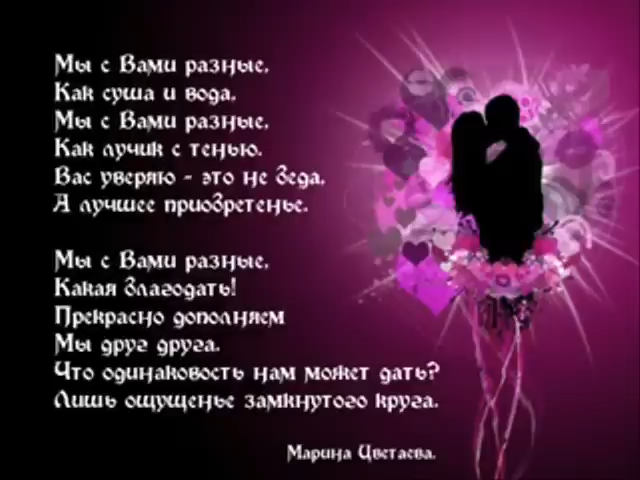 Мы с Вами разные,
Как суша и вода.
Мы с Вами разные,
Как лучик с тенью.
Вас уверяю - это не беда,
А лучшее приобретенье.
Мы с Вами разные,
Какая благодать!
Прекрасно дополняем
Мы друг друга.
Что одинаковость нам может дать?
Лишь ощущенье замкнутого круга.
Марина Цветаева.